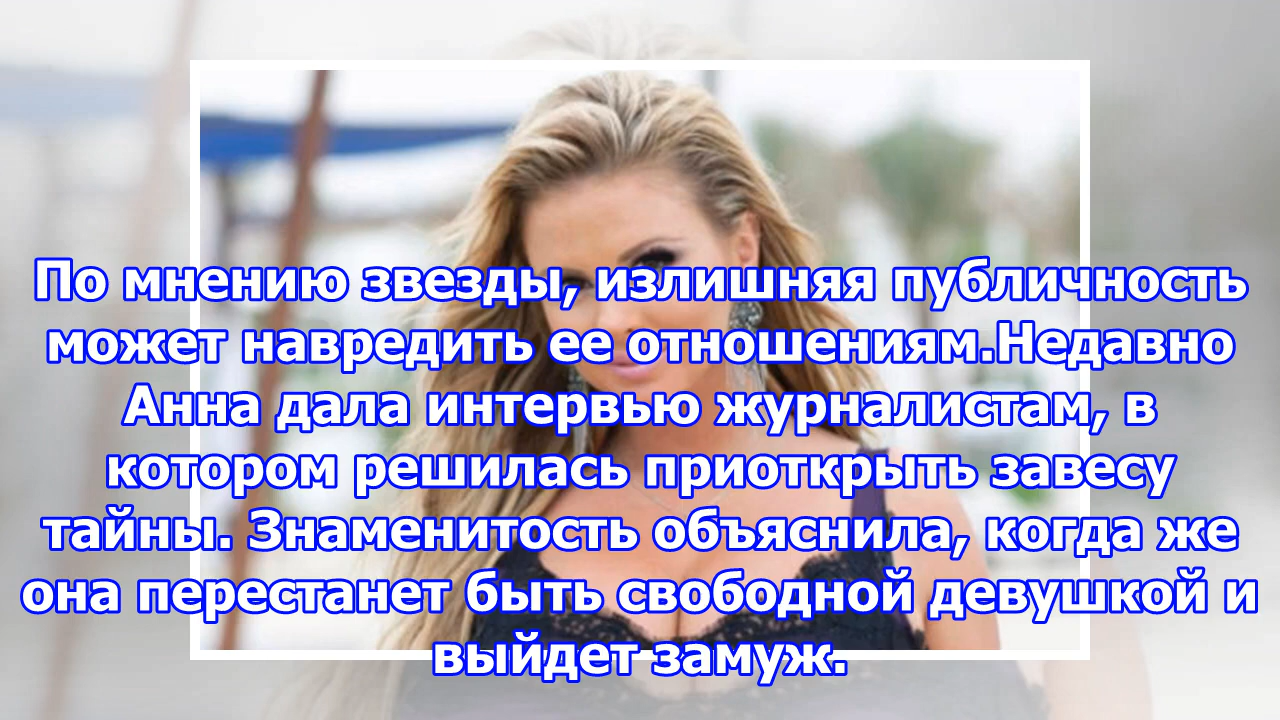 По мнению звезды, излишняя публичность
может навредить ее отношениям.Недавно
Анна дала интервью журналистам, в
котором решилась приоткрыть завесу
тайны. Знаменитость объяснила, когда же
она перестанет быть свободной девушкой и
выйдет замуж.